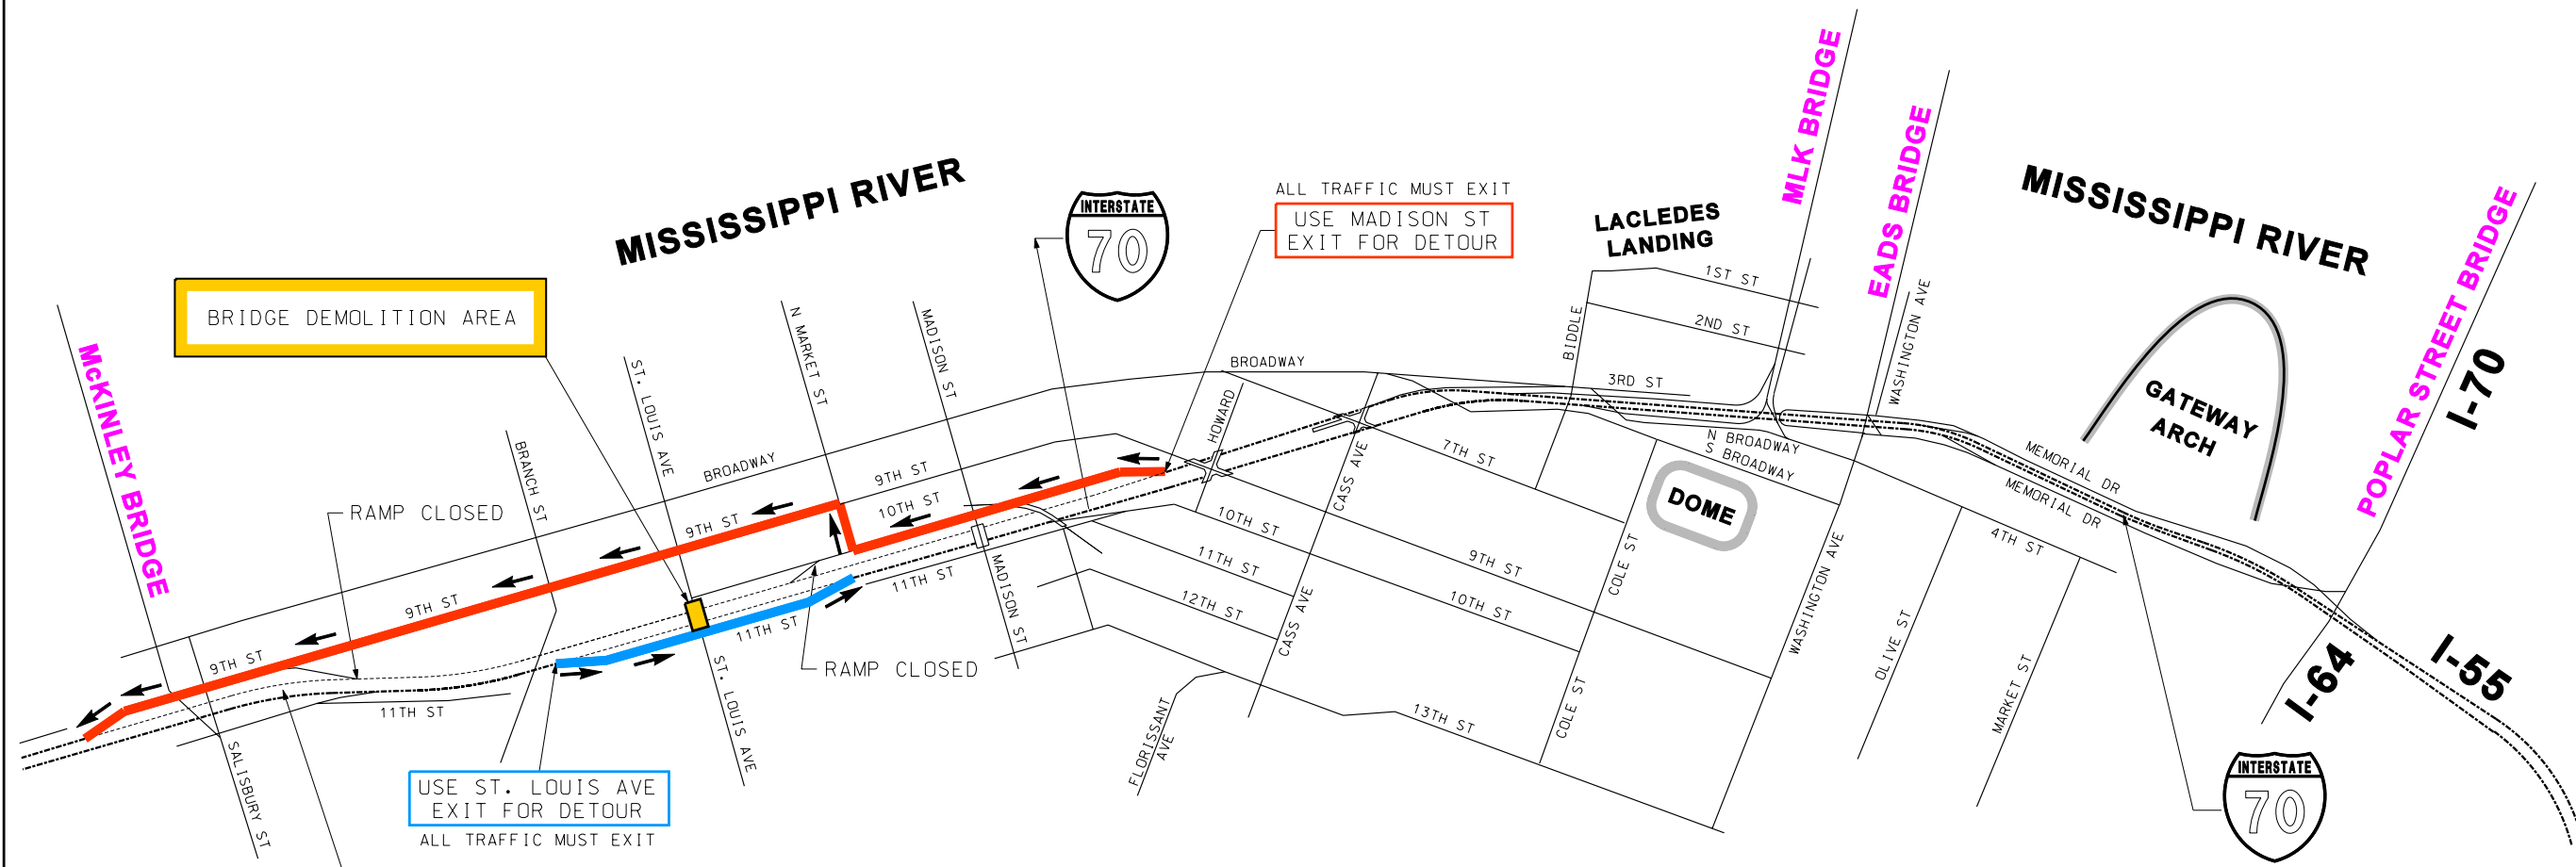 MISSISSIPPI RIVER
MLK BRIDGE
EADS BRIDGE
MISSISSIPPI RIVER
POPLAR STREET BRIDGE
I-70
ALL TRAFFIC MUST EXIT
USE MADISON ST
EXIT FOR DETOUR
INTERSTATE
70
LACLEDES
LANDING
1ST ST
2ND ST
BIDDLE
3RD ST
WASHINGTON AVE
GATEWAY
ARCH
BRIDGE DEMOLITION AREA
McKINLEY BRIDGE
N MARKET ST
MADISON ST
ST. LOUIS AVE
BRANCH ST
BROADWAY
BROADWAY
HOWARD
CASS AVE
7TH ST
N BROADWAY
S BROADWAY
DOME
MEMORIAL DR
MEMORIAL DR
4TH ST
RAMP CLOSED
9TH ST
10TH ST
9TH ST
9TH ST
9TH ST
11TH ST
11TH ST
11TH ST
MADISON ST
10TH ST
11TH ST
12TH ST
9TH ST
10TH ST
13TH ST
CASS AVE
COLE ST
COLE ST
WASHINGTON AVE
OLIVE ST
MARKET ST
RAMP CLOSED
ST. LOUIS AVE
SALISBURY ST
FLORISSANT
AVE
USE ST. LOUIS AVE
EXIT FOR DETOUR
ALL TRAFFIC MUST EXIT
I-64
I-55
INTERSTATE
70